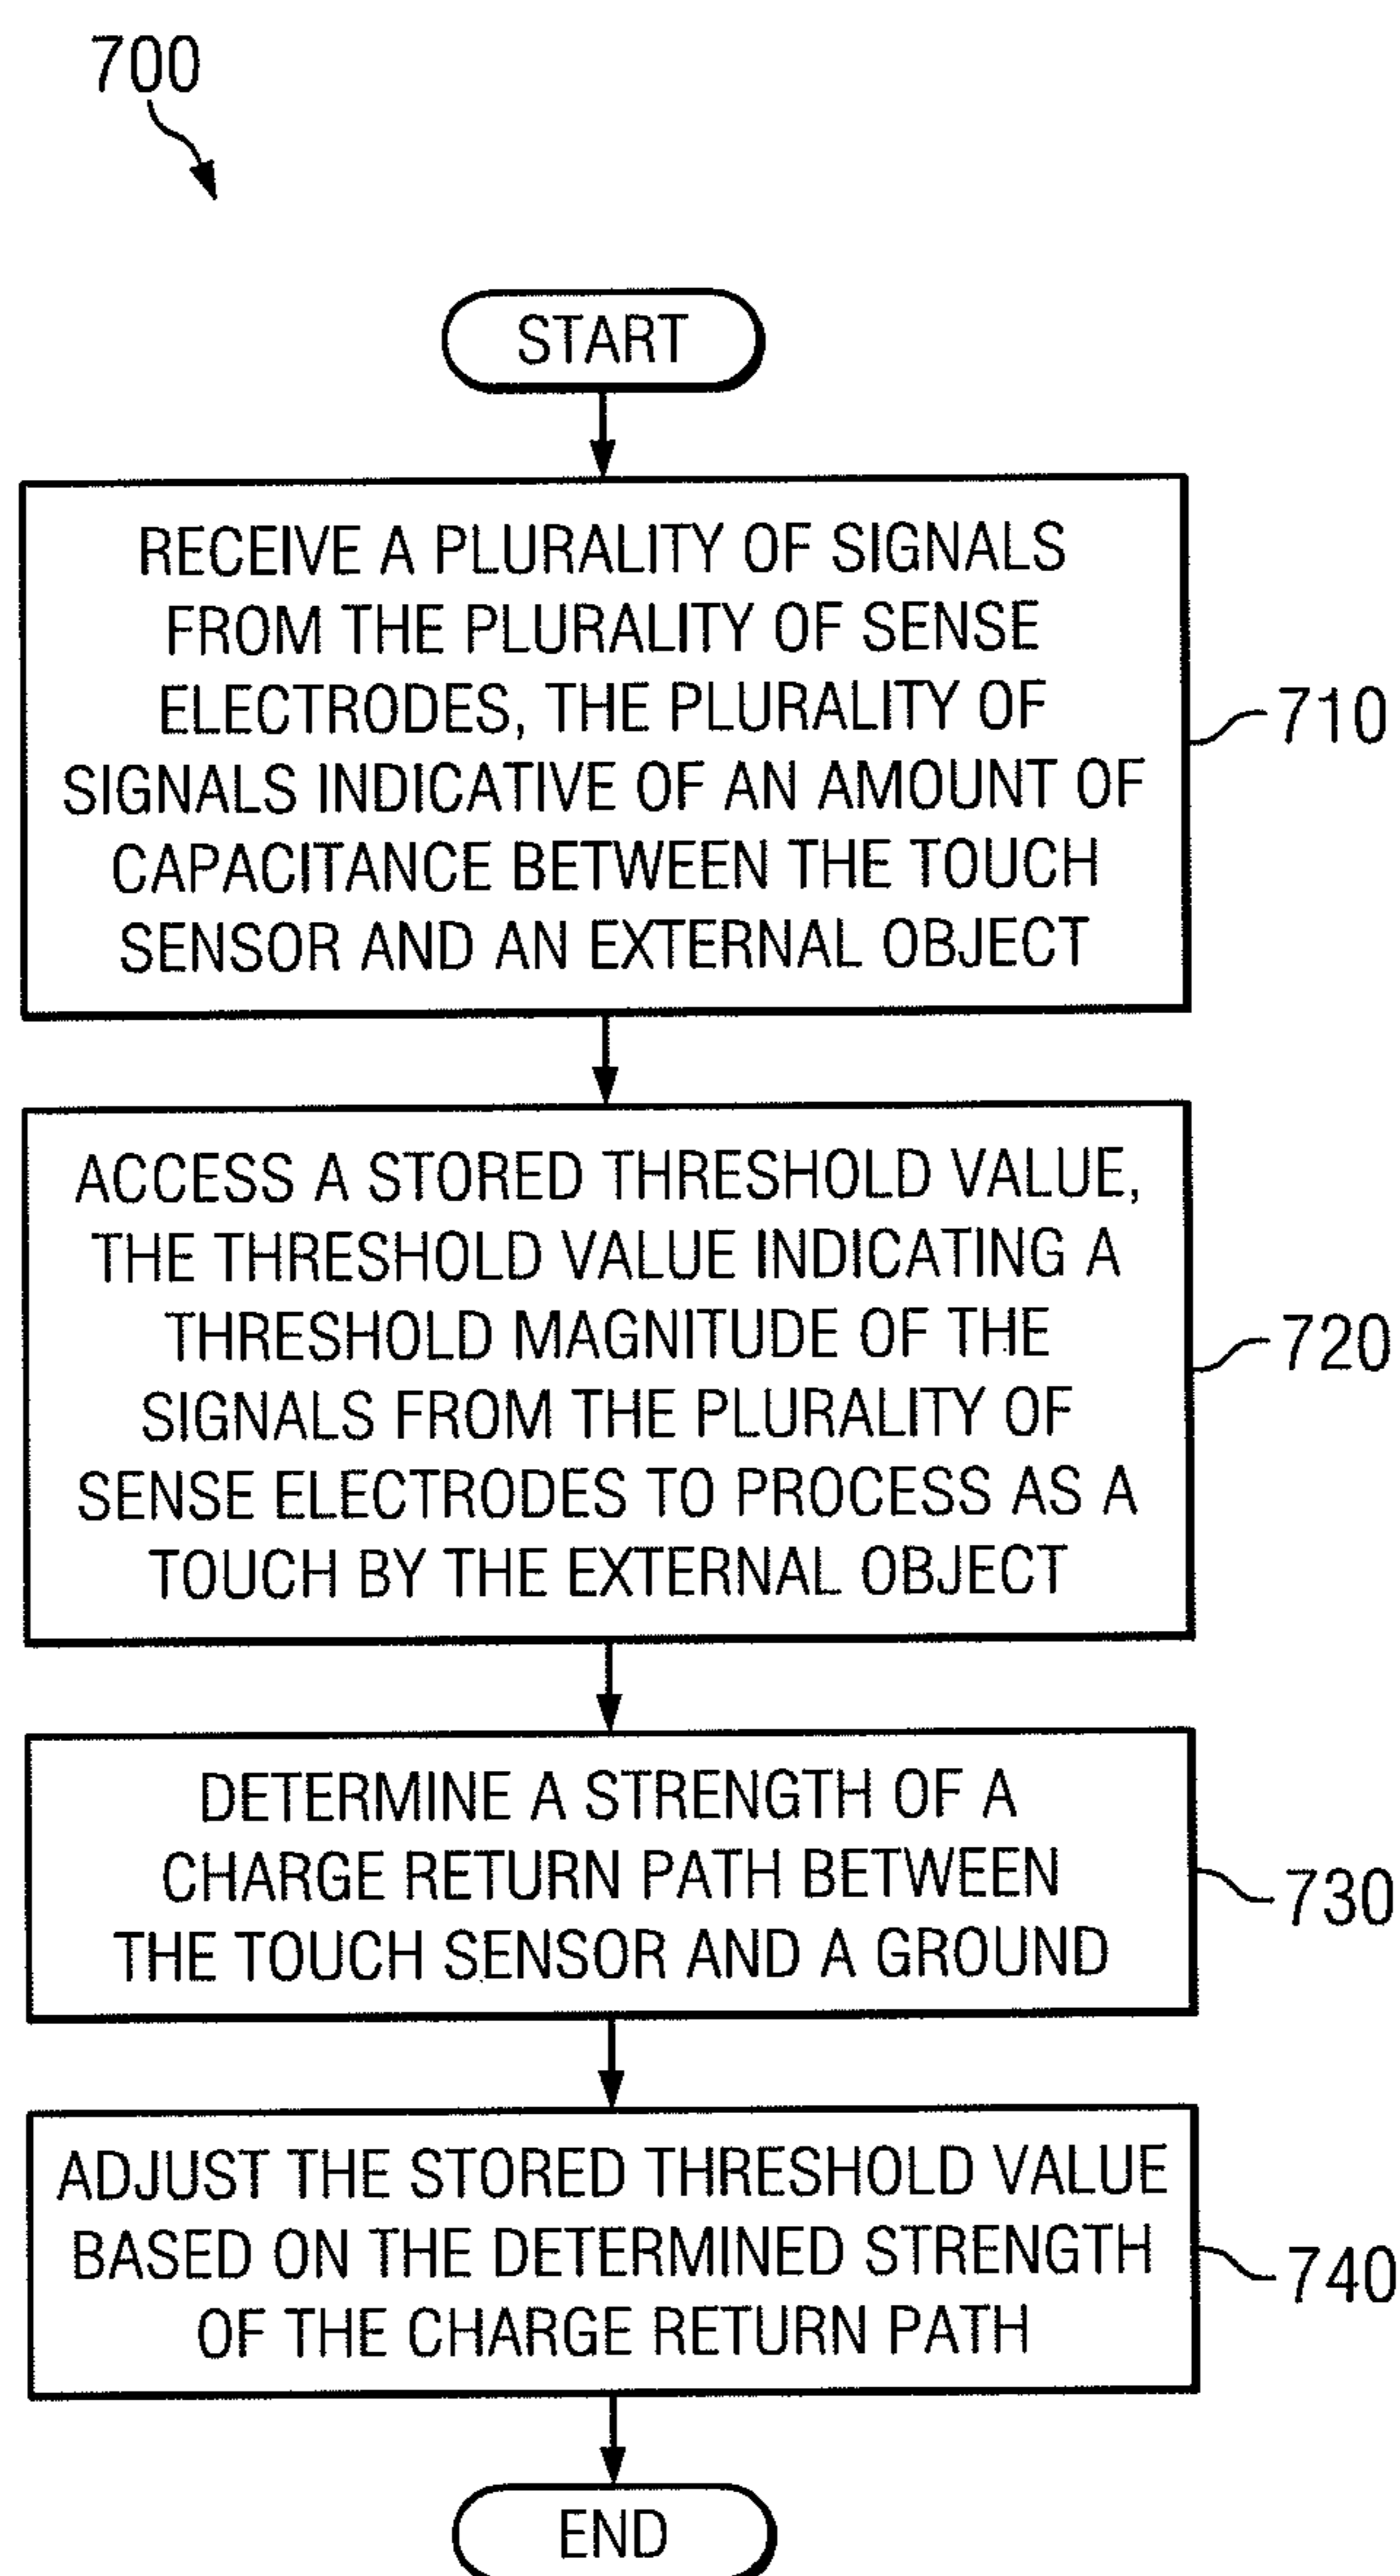 700
START
RECEIVE A PLURALITY OF SIGNALS
FROM THE PLURALITY OF SENSE
ELECTRODES, THE PLURALITY OF
SIGNALS INDICATIVE OF AN AMOUNT OF
CAPACITANCE BETWEEN THE TOUCH
SENSOR AND AN EXTERNAL OBJECT
710
ACCESS A STORED THRESHOLD VALUE,
THE THRESHOLD VALUE INDICATING A
THRESHOLD MAGNITUDE OF THE
SIGNALS FROM THE PLURALITY OF
SENSE ELECTRODES TO PROCESS AS A
TOUCH BY THE EXTERNAL OBJECT
720
DETERMINE A STRENGTH OF A
CHARGE RETURN PATH BETWEEN
THE TOUCH SENSOR AND A GROUND
730
ADJUST THE STORED THRESHOLD VALUE
BASED ON THE DETERMINED STRENGTH
OF THE CHARGE RETURN PATH
740
END